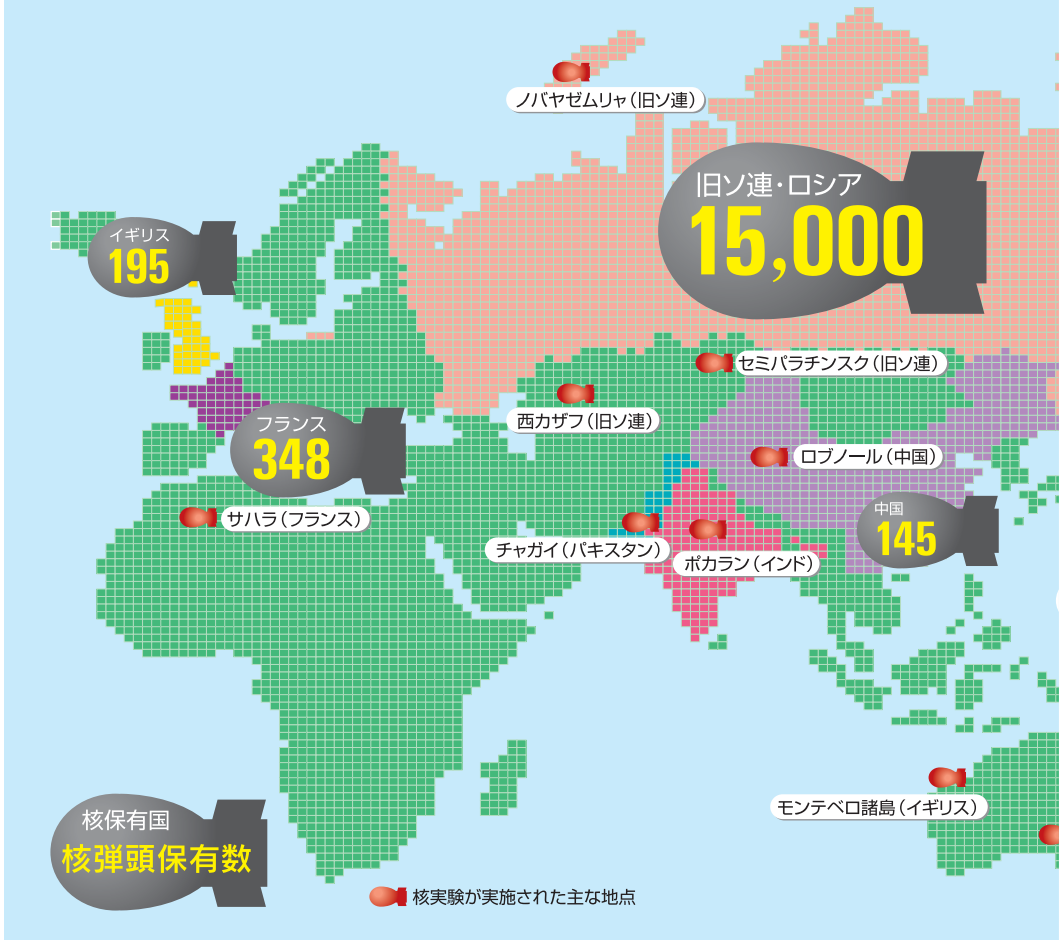 ノバヤゼムリャ（旧ソ連）
旧ソ連・ロシア
15,000
イギリス
195
セミパラチンスク（旧ソ連）
フランス
348
西カザフ（旧ソ連）
ロブノール（中国）
中国
145
サハラ（フランス）
チャガイ（パキスタン）
ポカラン（インド）
モンテベロ諸島（イギリス）
核保有国
核弾頭保有数
核実験が実施された主な地点